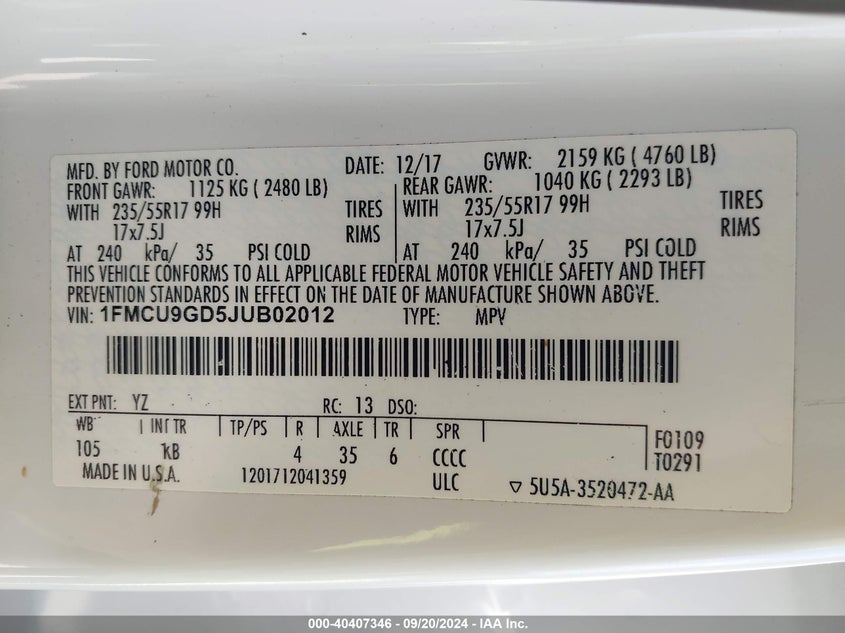 MFD. BY FORD MOTOR CO. DATE: 12/17 GVWR: 2159 KG ( 4760 LB)
FRONT GAWR: 1125 KG ( 2480 LB) REAR GAWR: 1040 KG ( 2293 LB)
WITH 235/55R17 99H TIRES WITH 235/55R17 99H TIRES
17x7.5J RIMS 17x7.5J RIMS
AT 240 kPa/ 35 PSI COLD AT 240 kPa/ 35 PSI COLD
THIS VEHICLE CONFORMS TO ALL APPLICABLE FEDERAL MOTOR VEHICLE SAFETY AND THEFT
PREVENTION STANDARDS IN EFFECT ON THE DATE OF MANUFACTURE SHOWN ABOVE.
VIN: 1FMCU9GD5JUB02012 TYPE: MPV
EXT PNT: YZ RC: 13 DSO:
WB INT TR TP/PS R AXLE TR SPR F0109
105 KB 4 35 6 CCCC T0291
MADE IN U.S.A. 1201712041359 ULC ▽ 5U5A-3520472-AA
000-40407346 - 09/20/2024 - IAA Inc.